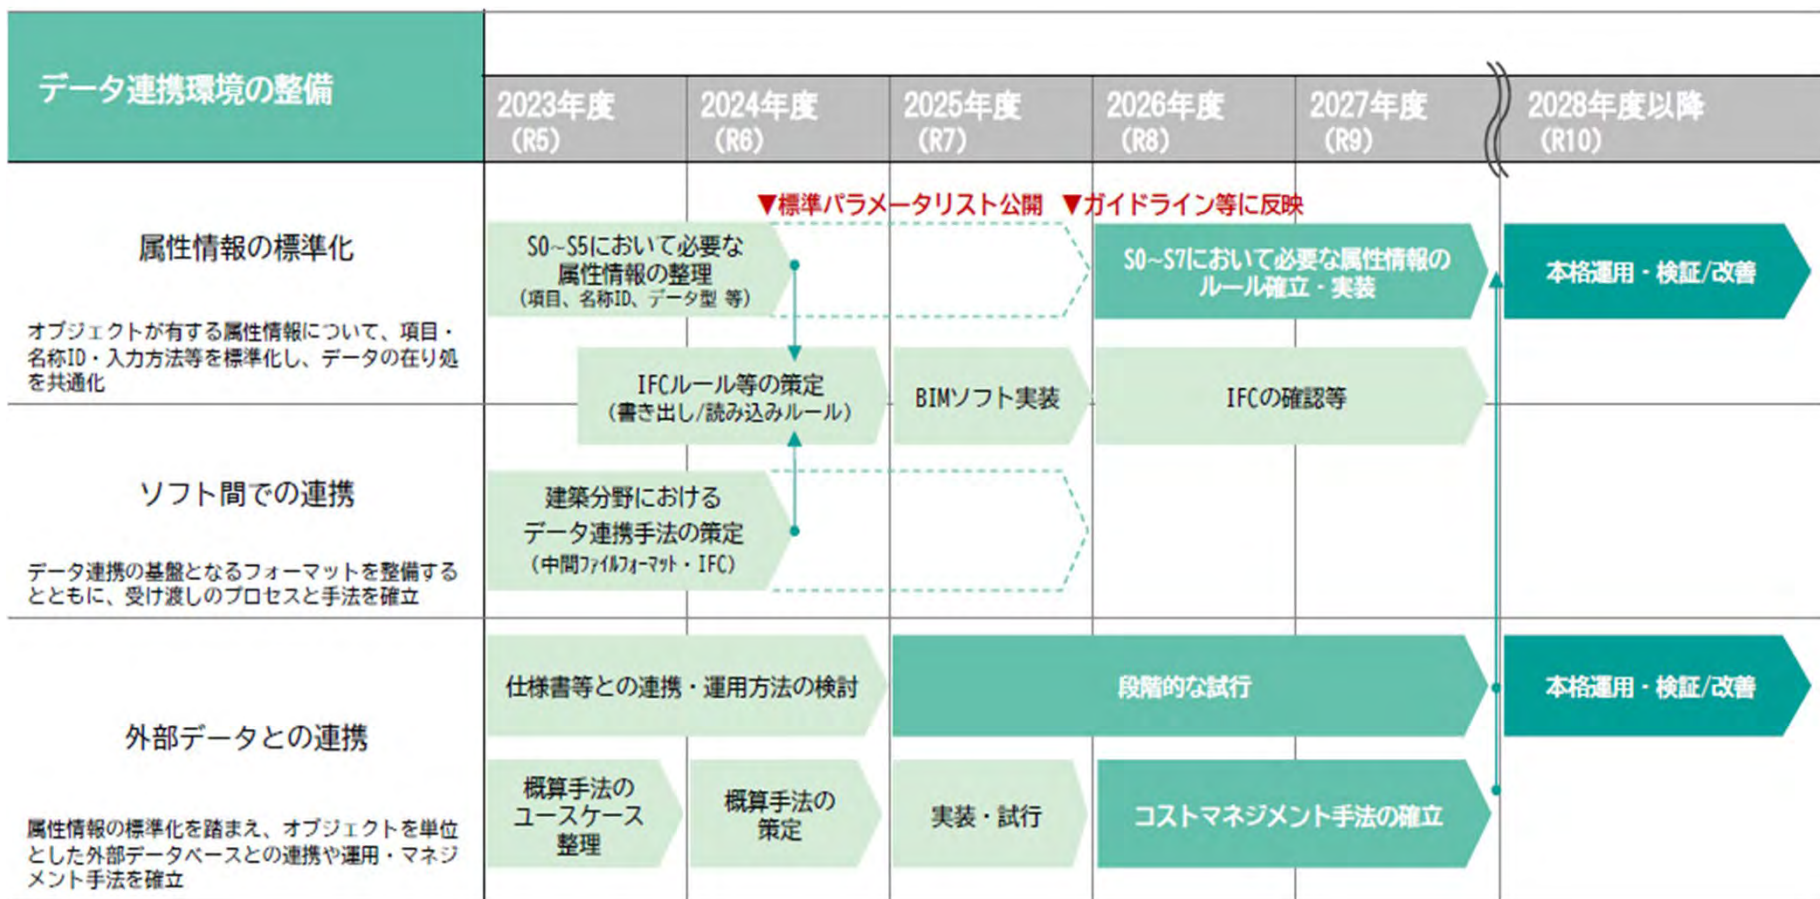 データ連携環境の整備
2023年度
(R5)
2024年度
(R6)
2025年度
(R7)
2026年度
(R8)
2027年度
(R9)
2028年度以降
(R10)
▼標準パラメータリスト公開
▼ガイドライン等に反映
属性情報の標準化
オブジェクトが有する属性情報について、項目・
名称ID・入力方法等を標準化し、データの在り処
を共通化
S0~S5において必要な
属性情報の整理
（項目、名称ID、データ型 等）
S0~S7において必要な属性情報の
ルール確立・実装
本格運用・検証/改善
IFCルール等の策定
（書き出し/読み込みルール）
BIMソフト実装
IFCの確認等
ソフト間での連携
データ連携の基盤となるフォーマットを整備する
とともに、受け渡しのプロセスと手法を確立
建築分野における
データ連携手法の策定
（中間ﾌｧｲﾙﾌｫｰﾏｯﾄ・IFC）
外部データとの連携
属性情報の標準化を踏まえ、オブジェクトを単位
とした外部データベースとの連携や運用・マネジ
メント手法を確立
仕様書等との連携・運用方法の検討
段階的な試行
本格運用・検証/改善
概算手法の
ユースケース
整理
概算手法の
策定
実装・試行
コストマネジメント手法の確立